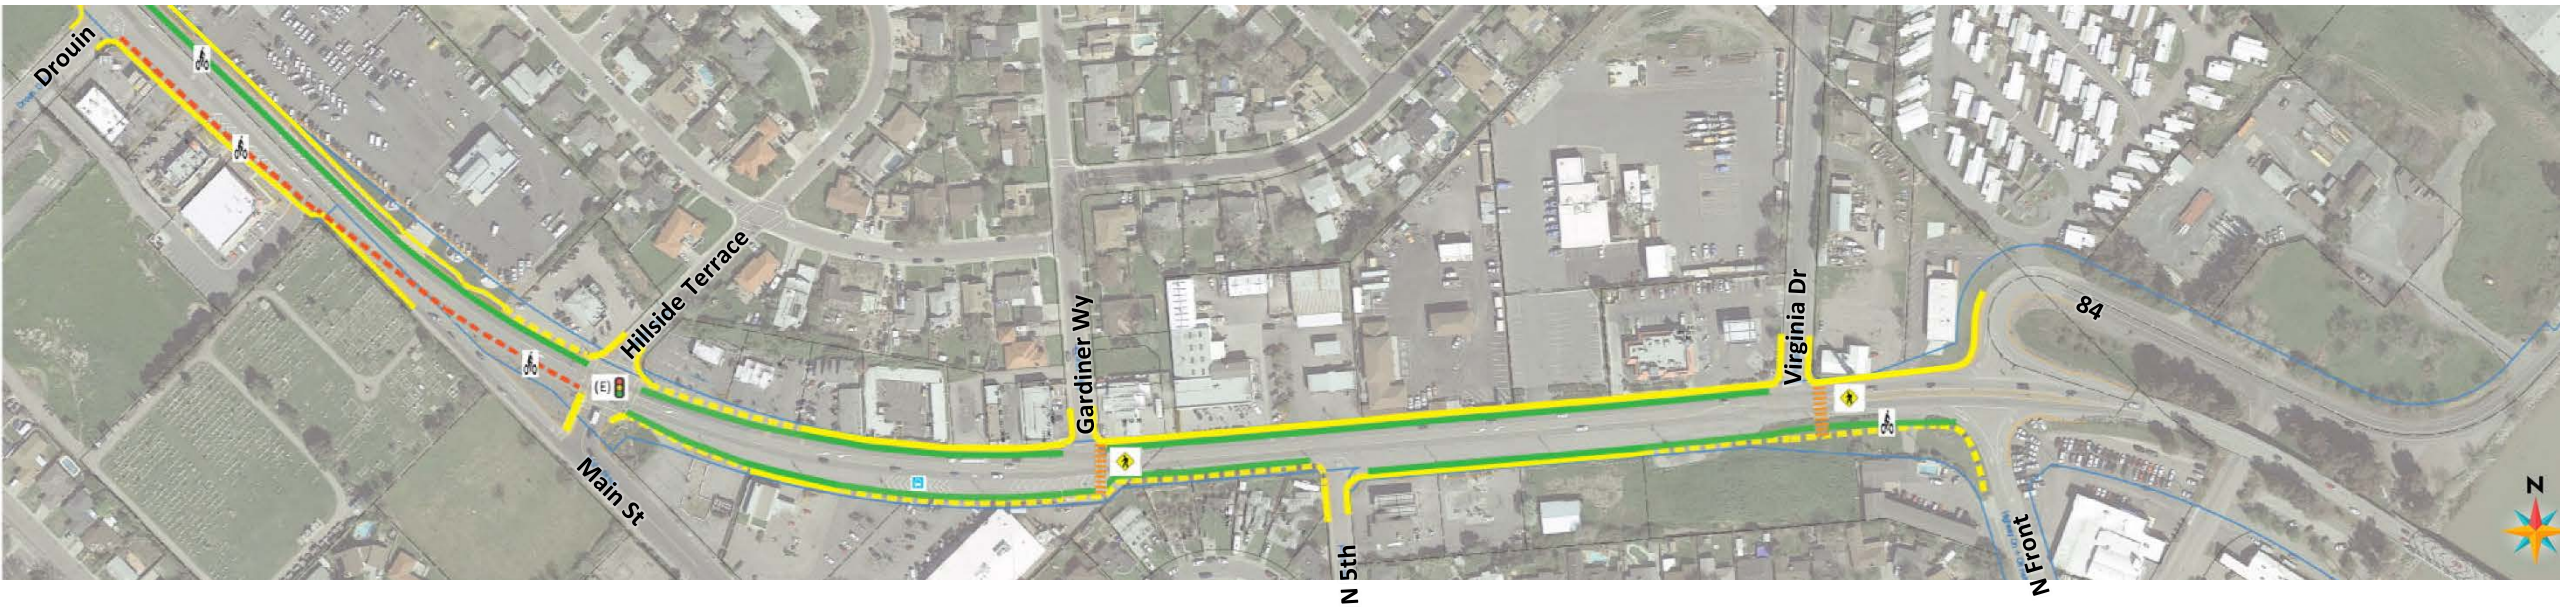 Drouin
Hillside Terrace
(E)
Main St
Gardiner Wy
N 5th
Virginia Dr
84
N Front
N